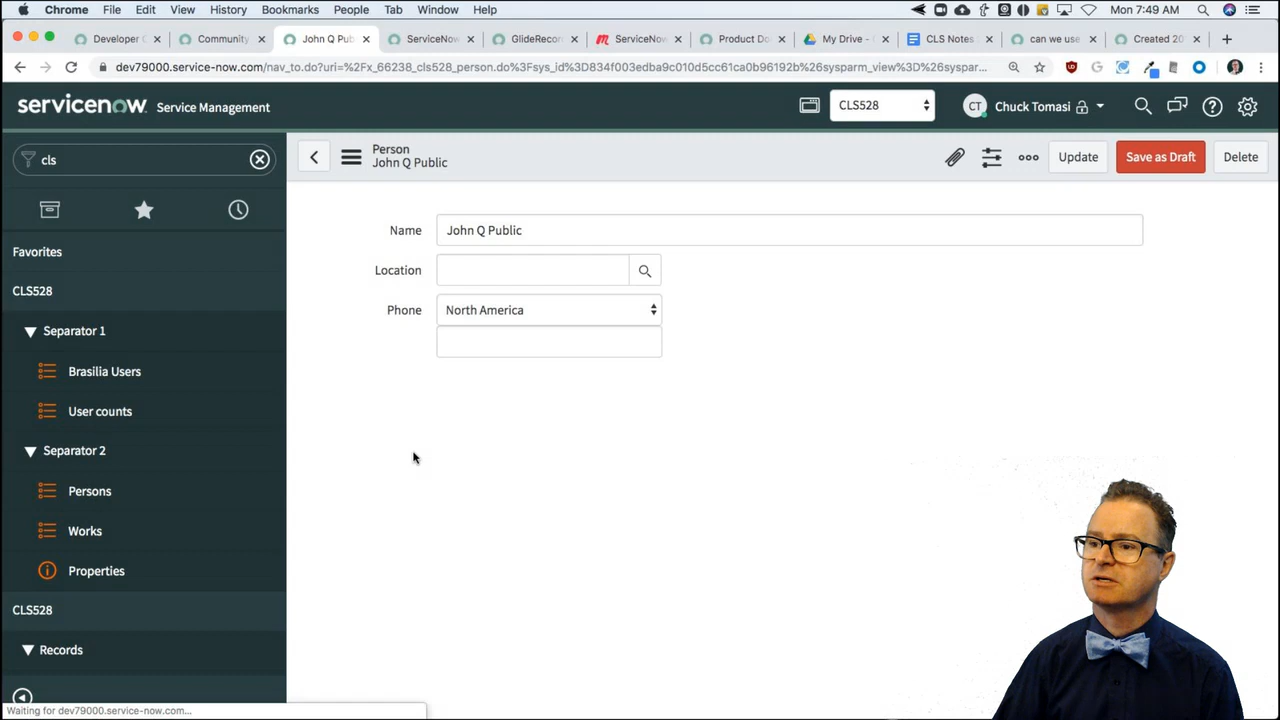 Chrome File Edit View History Bookmarks People Tab Window Help Mon 7:49 AM
Developer Community John Q Pub ServiceNow GlideRecor ServiceNow Product Do My Drive - CLS Notes can we use Created 20
dev79000.service-now.com/nav_to.do?uri=%2Fx_66238_cls528_person.do%3Fsys_id%3D834f003edba9c010d5cc61ca0b96192b%26sysparm_view%3D%26syspar...
servicenow Service Management CLS528 CT Chuck Tomasi
cls
Person
John Q Public
Update Save as Draft Delete
Name John Q Public
Location
Phone North America
Favorites
CLS528
Separator 1
Brasilia Users
User counts
Separator 2
Persons
Works
Properties
CLS528
Records
Waiting for dev79000.service-now.com...